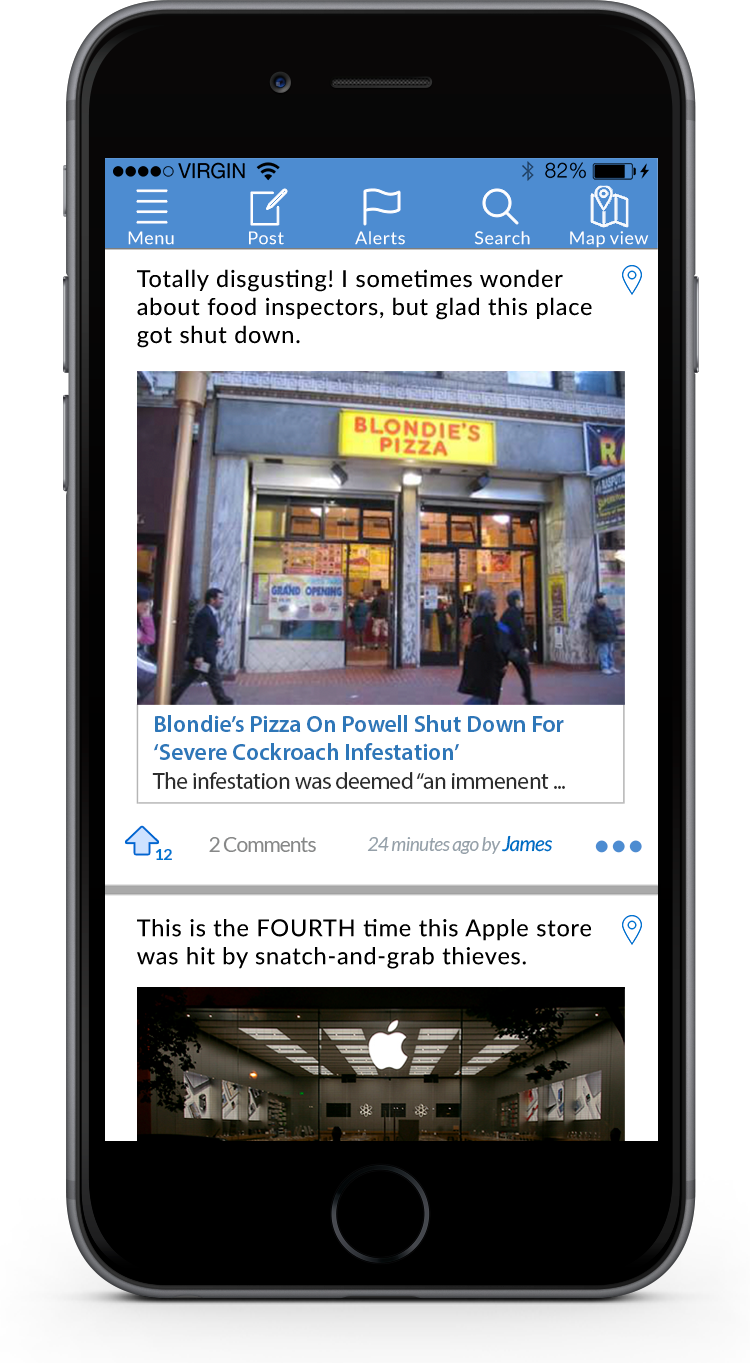 VIRGIN
82%
Menu
Post
Alerts
Search
Map view
Totally disgusting! I sometimes wonder
about food inspectors, but glad this place
got shut down.
BLONDIE'S
PIZZA
RA
RASPUTIN
GRAND OPENING
Blondie’s Pizza On Powell Shut Down For
‘Severe Cockroach Infestation’
The infestation was deemed “an immenent ...
12
2 Comments
24 minutes ago by James
This is the FOURTH time this Apple store
was hit by snatch-and-grab thieves.